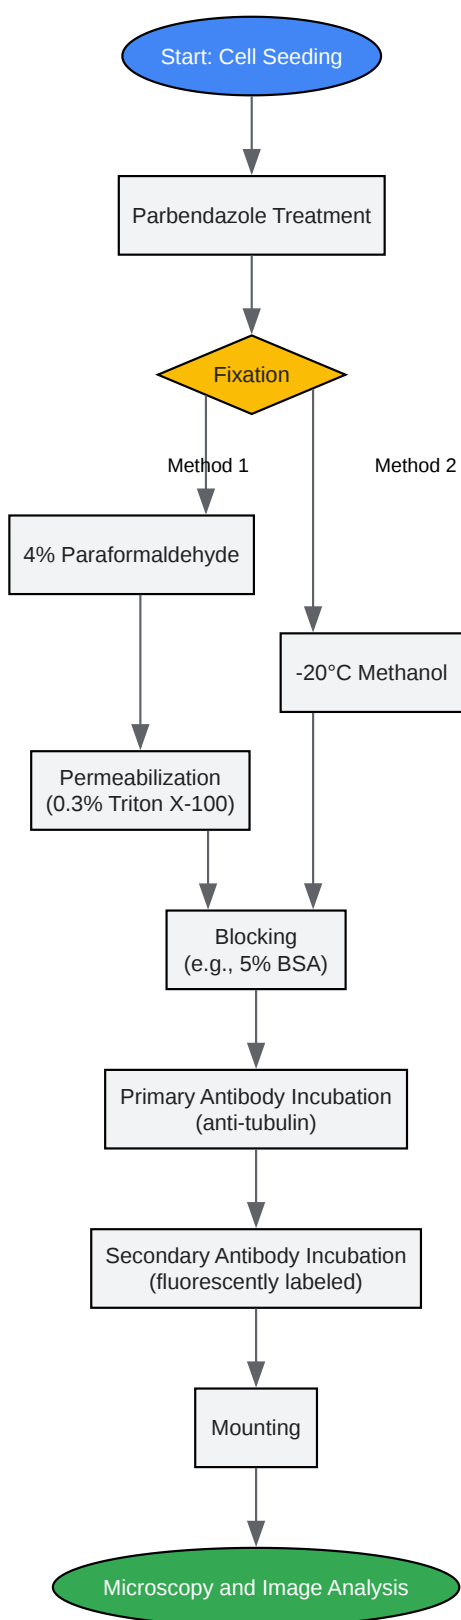 Start: Cell Seeding
Parbendazole Treatment
Fixation
Method 1
Method 2
4% Paraformaldehyde
-20°C Methanol
Permeabilization
(0.3% Triton X-100)
Blocking
(e.g., 5% BSA)
Primary Antibody Incubation
(anti-tubulin)
Secondary Antibody Incubation
(fluorescently labeled)
Mounting
Microscopy and Image Analysis